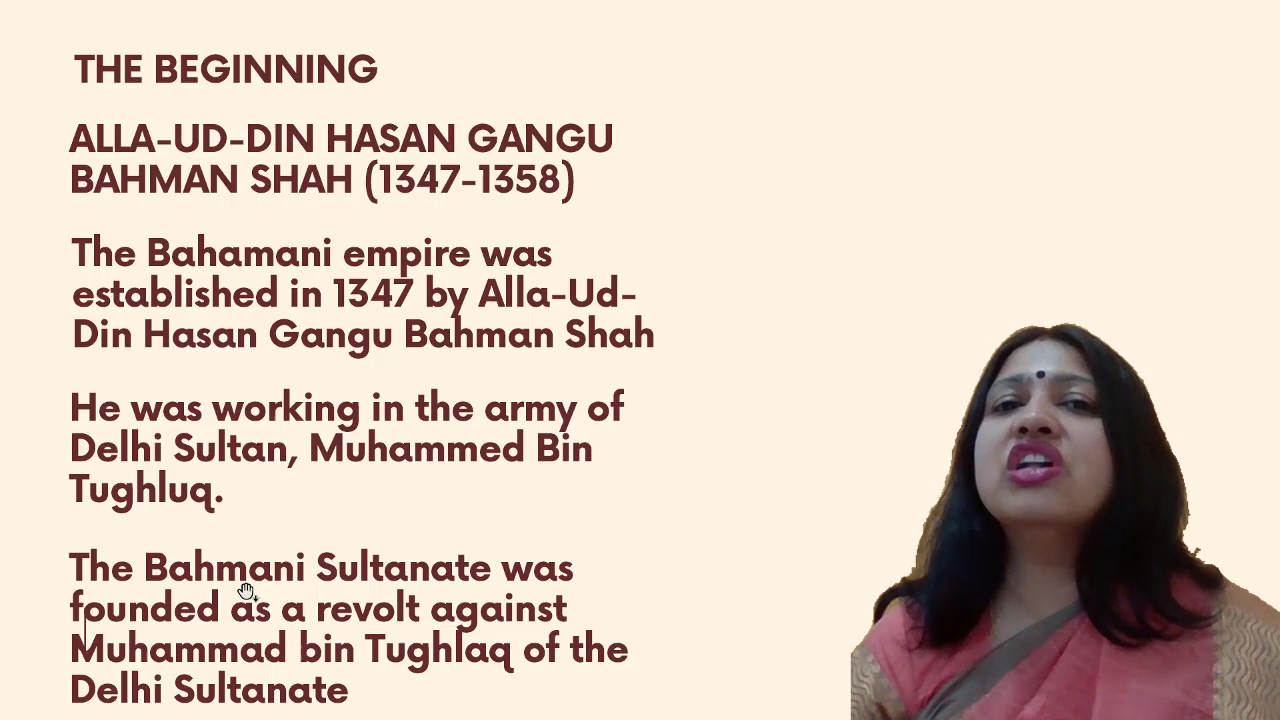 THE BEGINNING
ALLA-UD-DIN HASAN GANGU
BAHMAN SHAH (1347-1358)
The Bahamani empire was
established in 1347 by Alla-Ud-
Din Hasan Gangu Bahman Shah
He was working in the army of
Delhi Sultan, Muhammed Bin
Tughluq.
The Bahmani Sultanate was
founded as a revolt against
Muhammad bin Tughlaq of the
Delhi Sultanate